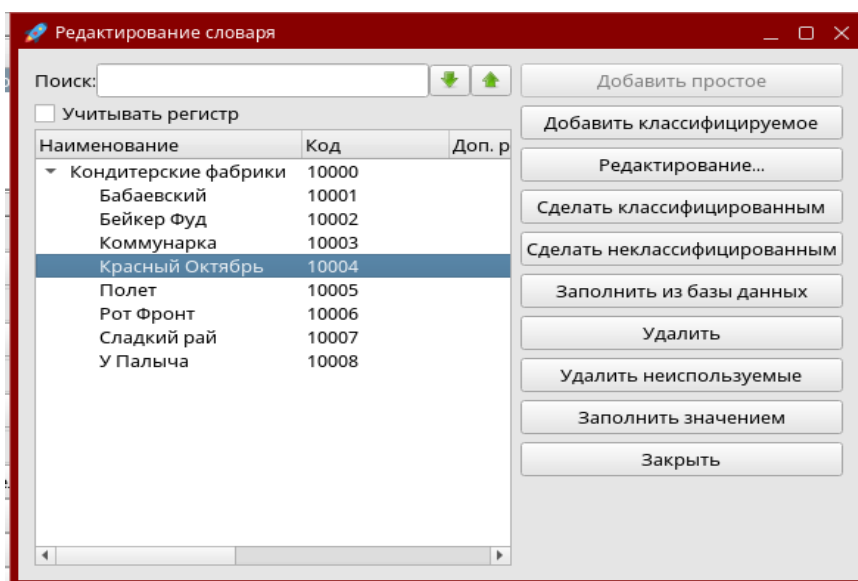 Редактирование словаря
Поиск:
Учитывать регистр
Наименование Код Доп. р
Кондитерские фабрики 10000
Бабаевский 10001
Бейкер Фуд 10002
Коммунарка 10003
Красный Октябрь 10004
Полет 10005
Рот Фронт 10006
Сладкий рай 10007
У Палыча 10008
Добавить простое
Добавить классифицируемое
Редактирование...
Сделать классифицированным
Сделать неклассифицированным
Заполнить из базы данных
Удалить
Удалить неиспользуемые
Заполнить значением
Закрыть